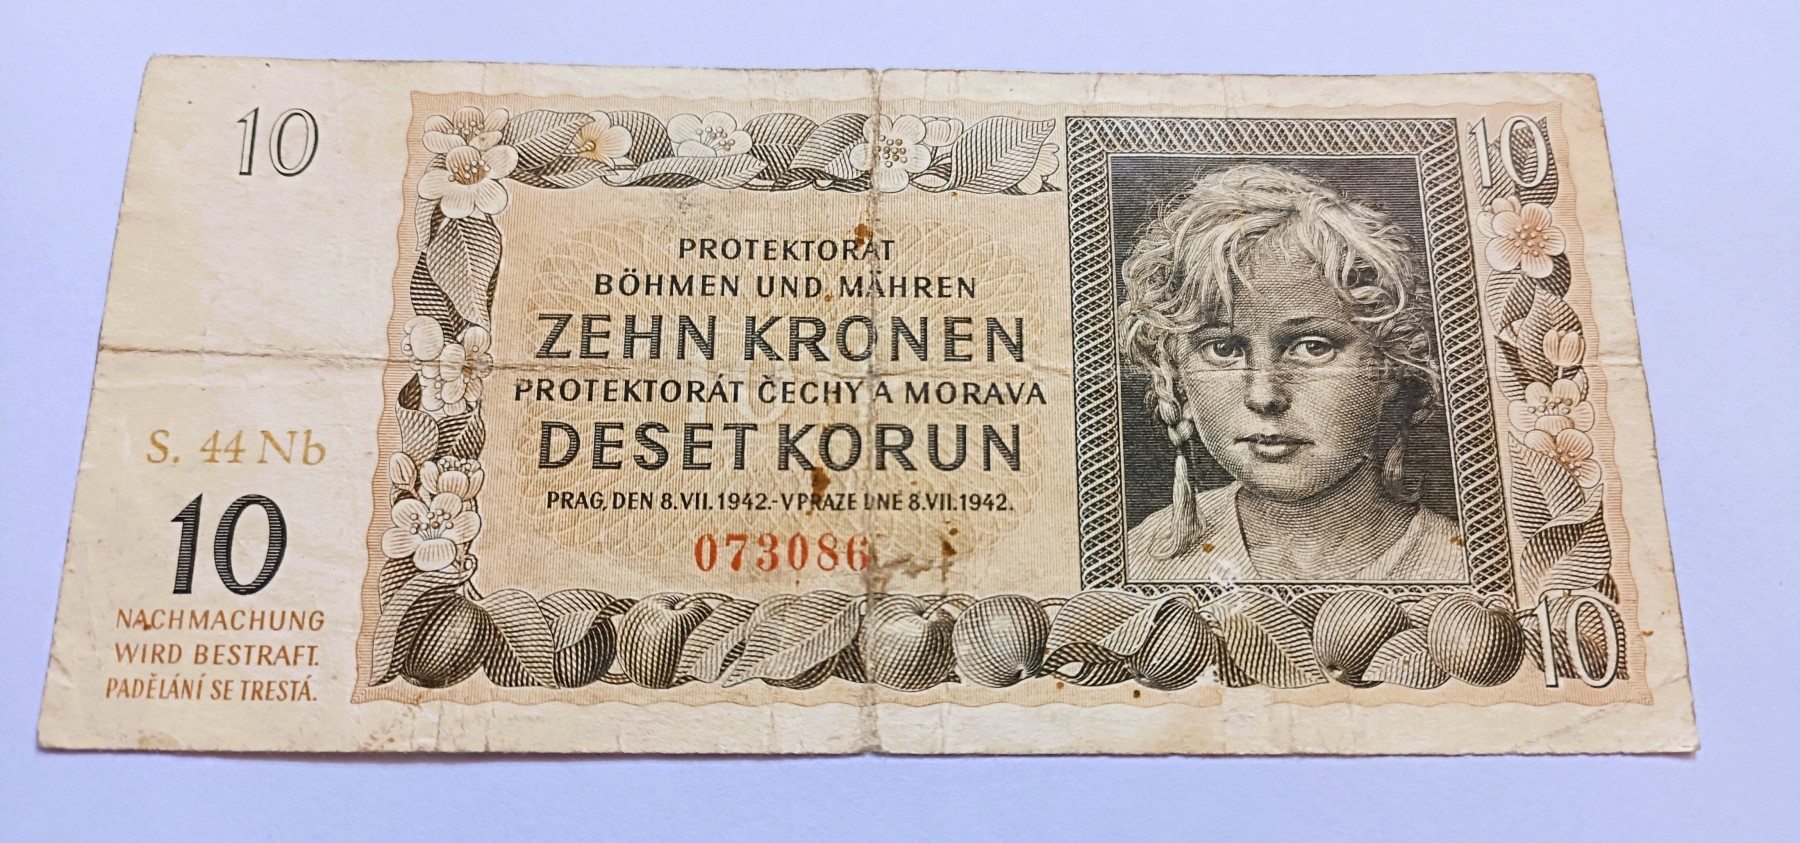 10
10
PROTEKTORAT
BÖHMEN UND MÄHREN
ZEHN KRONEN
PROTEKTORÁT ČECHY A MORAVA
DESET KORUN
PRAG, DEN 8. VII. 1942. - V PRAZE DNE 8. VII. 1942.
073086
S. 44 Nb
10
NACHMACHUNG
WIRD BESTRAFT.
PADĚLÁNÍ SE TRESTÁ.
10